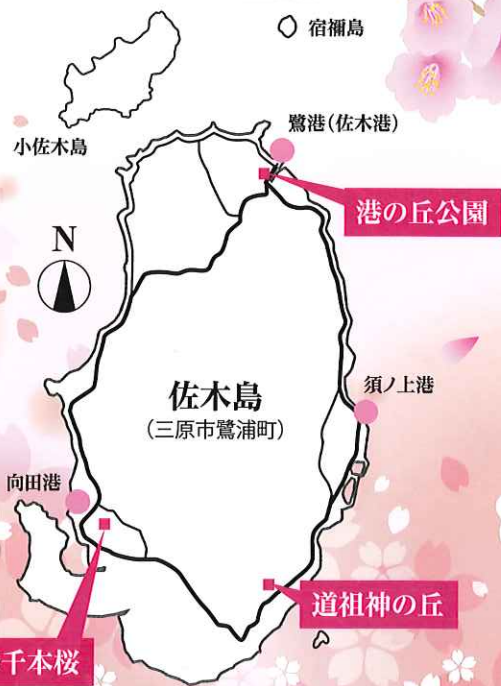 宿禰島
小佐木島
鷺港(佐木港)
港の丘公園
N
佐木島
(三原市鷺浦町)
須ノ上港
向田港
道祖神の丘
千本桜